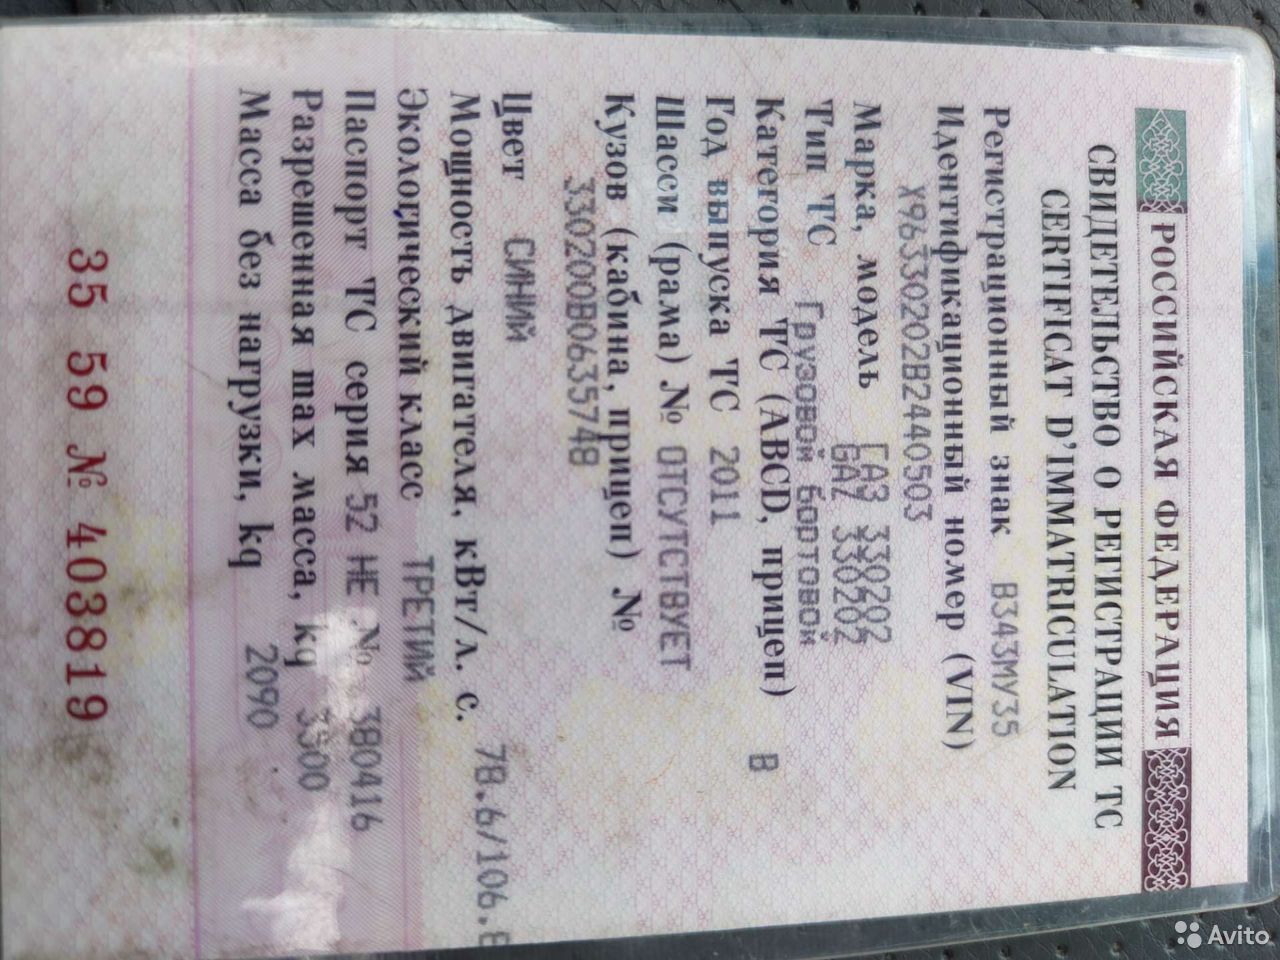 РОССИЙСКАЯ ФЕДЕРАЦИЯ
СВИДЕТЕЛЬСТВО О РЕГИСТРАЦИИ ТС
CERTIFICAT D'IMMATRICULATION
Регистрационный знак В343МУ35
Идентификационный номер (VIN)
X96330202B2440503
Марка, модель ГАЗ 330202
GAZ 330202
Тип ТС Грузовой бортовой
Категория ТС (ABCD, прицеп) В
Год выпуска ТС 2011
Шасси (рама) № ОТСУТСТВУЕТ
Кузов (кабина, прицеп) №
330200B0635748
Цвет СИНИЙ
Мощность двигателя, кВт/л. с. 78.6/106.8
Экологический класс ТРЕТИЙ
Паспорт ТС серия 52 НЕ № 380416
Разрешенная max масса, kg 3500
Масса без нагрузки, kg 2090
35 59 № 403819
Avito